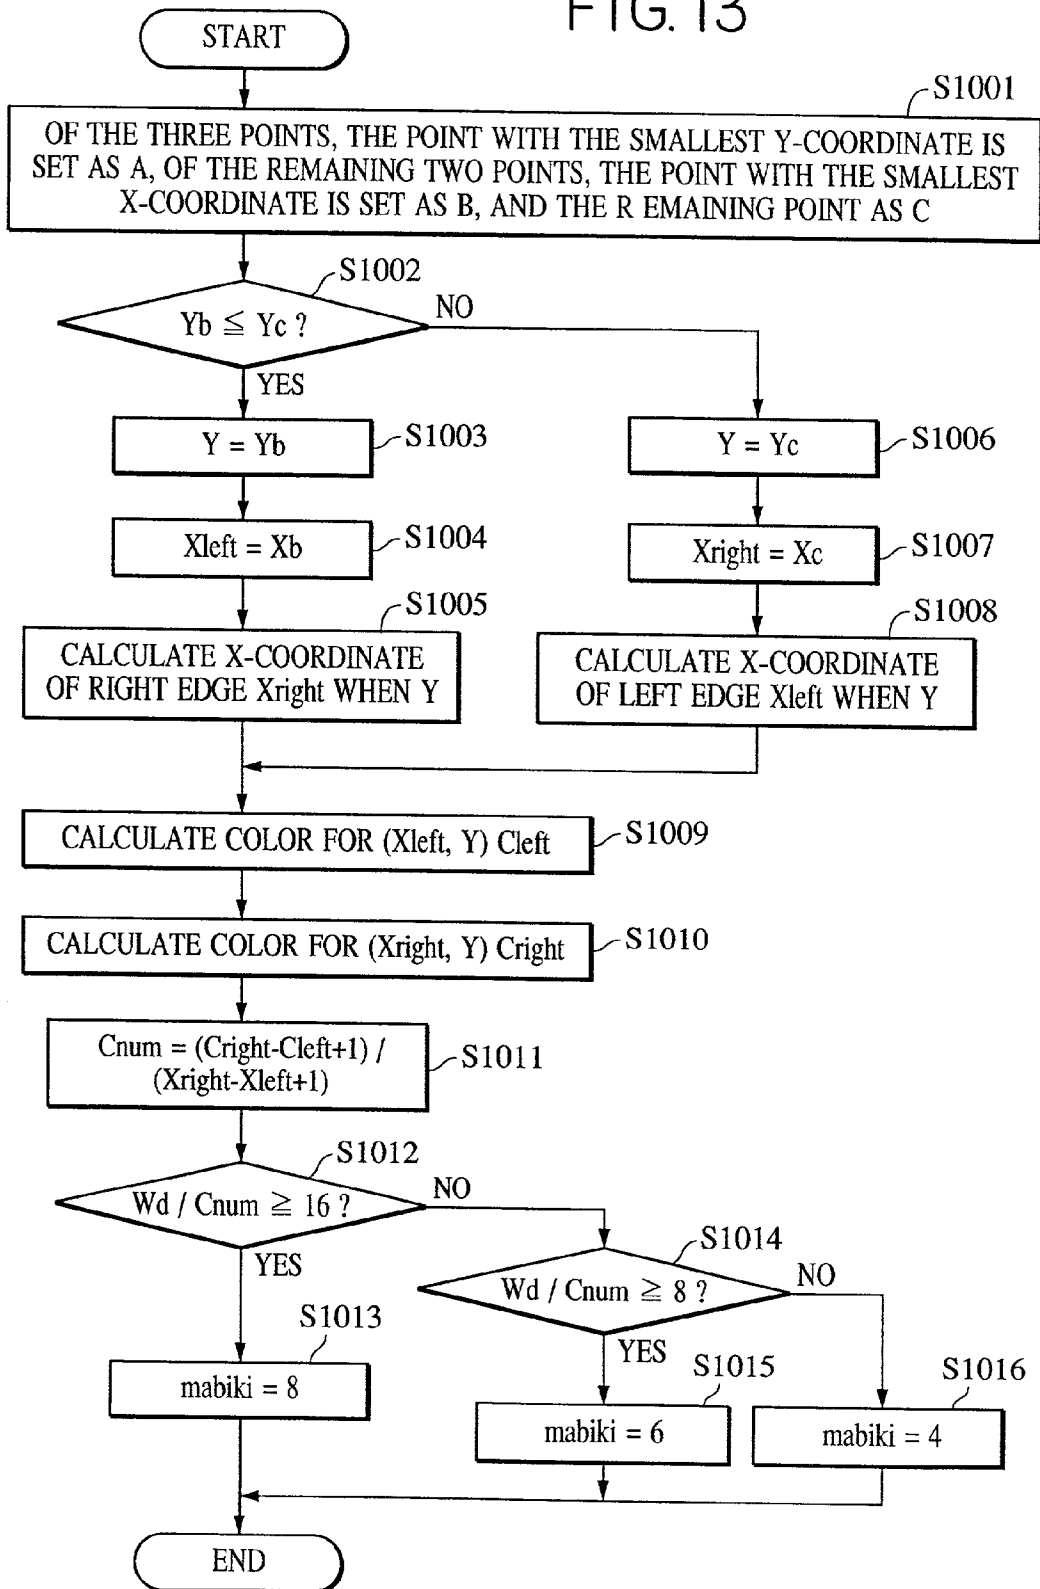 FIG. 13
START
S1001
OF THE THREE POINTS, THE POINT WITH THE SMALLEST Y-COORDINATE IS
SET AS A, OF THE REMAINING TWO POINTS, THE POINT WITH THE SMALLEST
X-COORDINATE IS SET AS B, AND THE R EMAINING POINT AS C
S1002
Yb ≦ Yc ?
NO
YES
Y = Yb
S1003
Y = Yc
S1006
Xleft = Xb
S1004
Xright = Xc
S1007
S1005
CALCULATE X-COORDINATE
OF RIGHT EDGE Xright WHEN Y
S1008
CALCULATE X-COORDINATE
OF LEFT EDGE Xleft WHEN Y
CALCULATE COLOR FOR (Xleft, Y) Cleft
S1009
CALCULATE COLOR FOR (Xright, Y) Cright
S1010
Cnum = (Cright-Cleft+1) /
(Xright-Xleft+1)
S1011
S1012
Wd / Cnum ≧ 16 ?
NO
YES
S1014
Wd / Cnum ≧ 8 ?
NO
YES
S1013
mabiki = 8
S1015
mabiki = 6
S1016
mabiki = 4
END